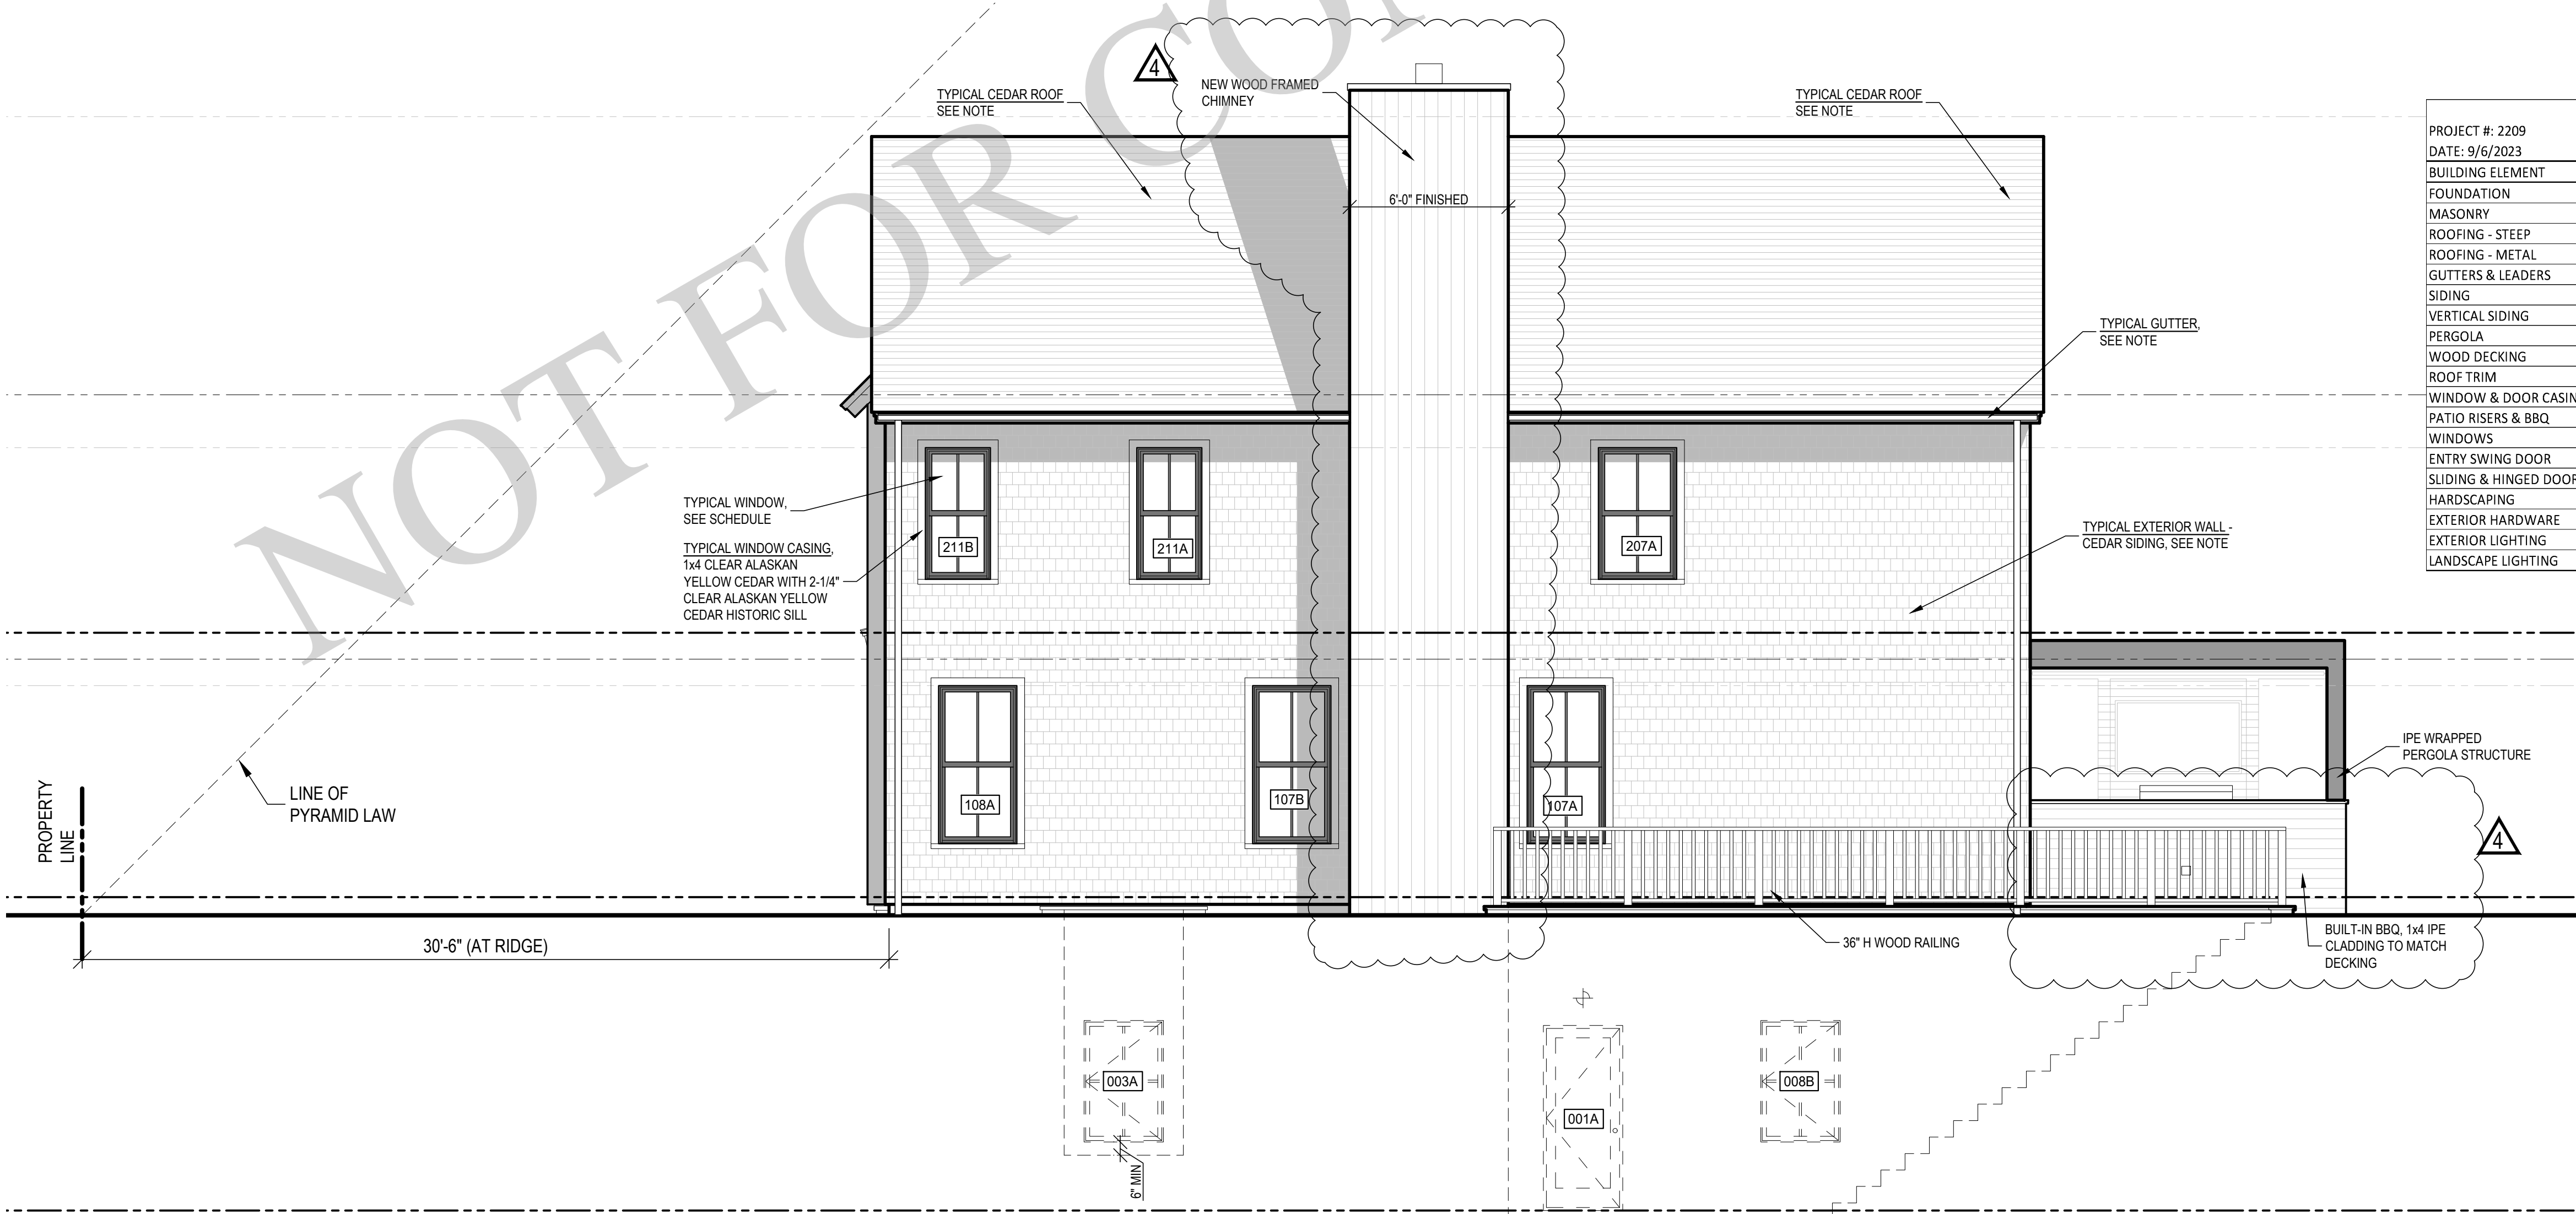 NOT FOR CO
4
NEW WOOD FRAMED
CHIMNEY
TYPICAL CEDAR ROOF
SEE NOTE
TYPICAL CEDAR ROOF
SEE NOTE
6'-0" FINISHED
PROJECT #: 2209
DATE: 9/6/2023
BUILDING ELEMENT
FOUNDATION
MASONRY
ROOFING - STEEP
ROOFING - METAL
GUTTERS & LEADERS
SIDING
VERTICAL SIDING
PERGOLA
WOOD DECKING
ROOF TRIM
WINDOW & DOOR CASIN
PATIO RISERS & BBQ
WINDOWS
ENTRY SWING DOOR
SLIDING & HINGED DOOR
HARDSCAPING
EXTERIOR HARDWARE
EXTERIOR LIGHTING
LANDSCAPE LIGHTING
TYPICAL GUTTER,
SEE NOTE
TYPICAL WINDOW,
SEE SCHEDULE
TYPICAL WINDOW CASING,
1x4 CLEAR ALASKAN
YELLOW CEDAR WITH 2-1/4"
CLEAR ALASKAN YELLOW
CEDAR HISTORIC SILL
211B
211A
207A
TYPICAL EXTERIOR WALL -
CEDAR SIDING, SEE NOTE
IPE WRAPPED
PERGOLA STRUCTURE
PROPERTY
LINE
LINE OF
PYRAMID LAW
108A
107B
107A
4
30'-6" (AT RIDGE)
36" H WOOD RAILING
BUILT-IN BBQ, 1x4 IPE
CLADDING TO MATCH
DECKING
003A
001A
008B
6" MIN